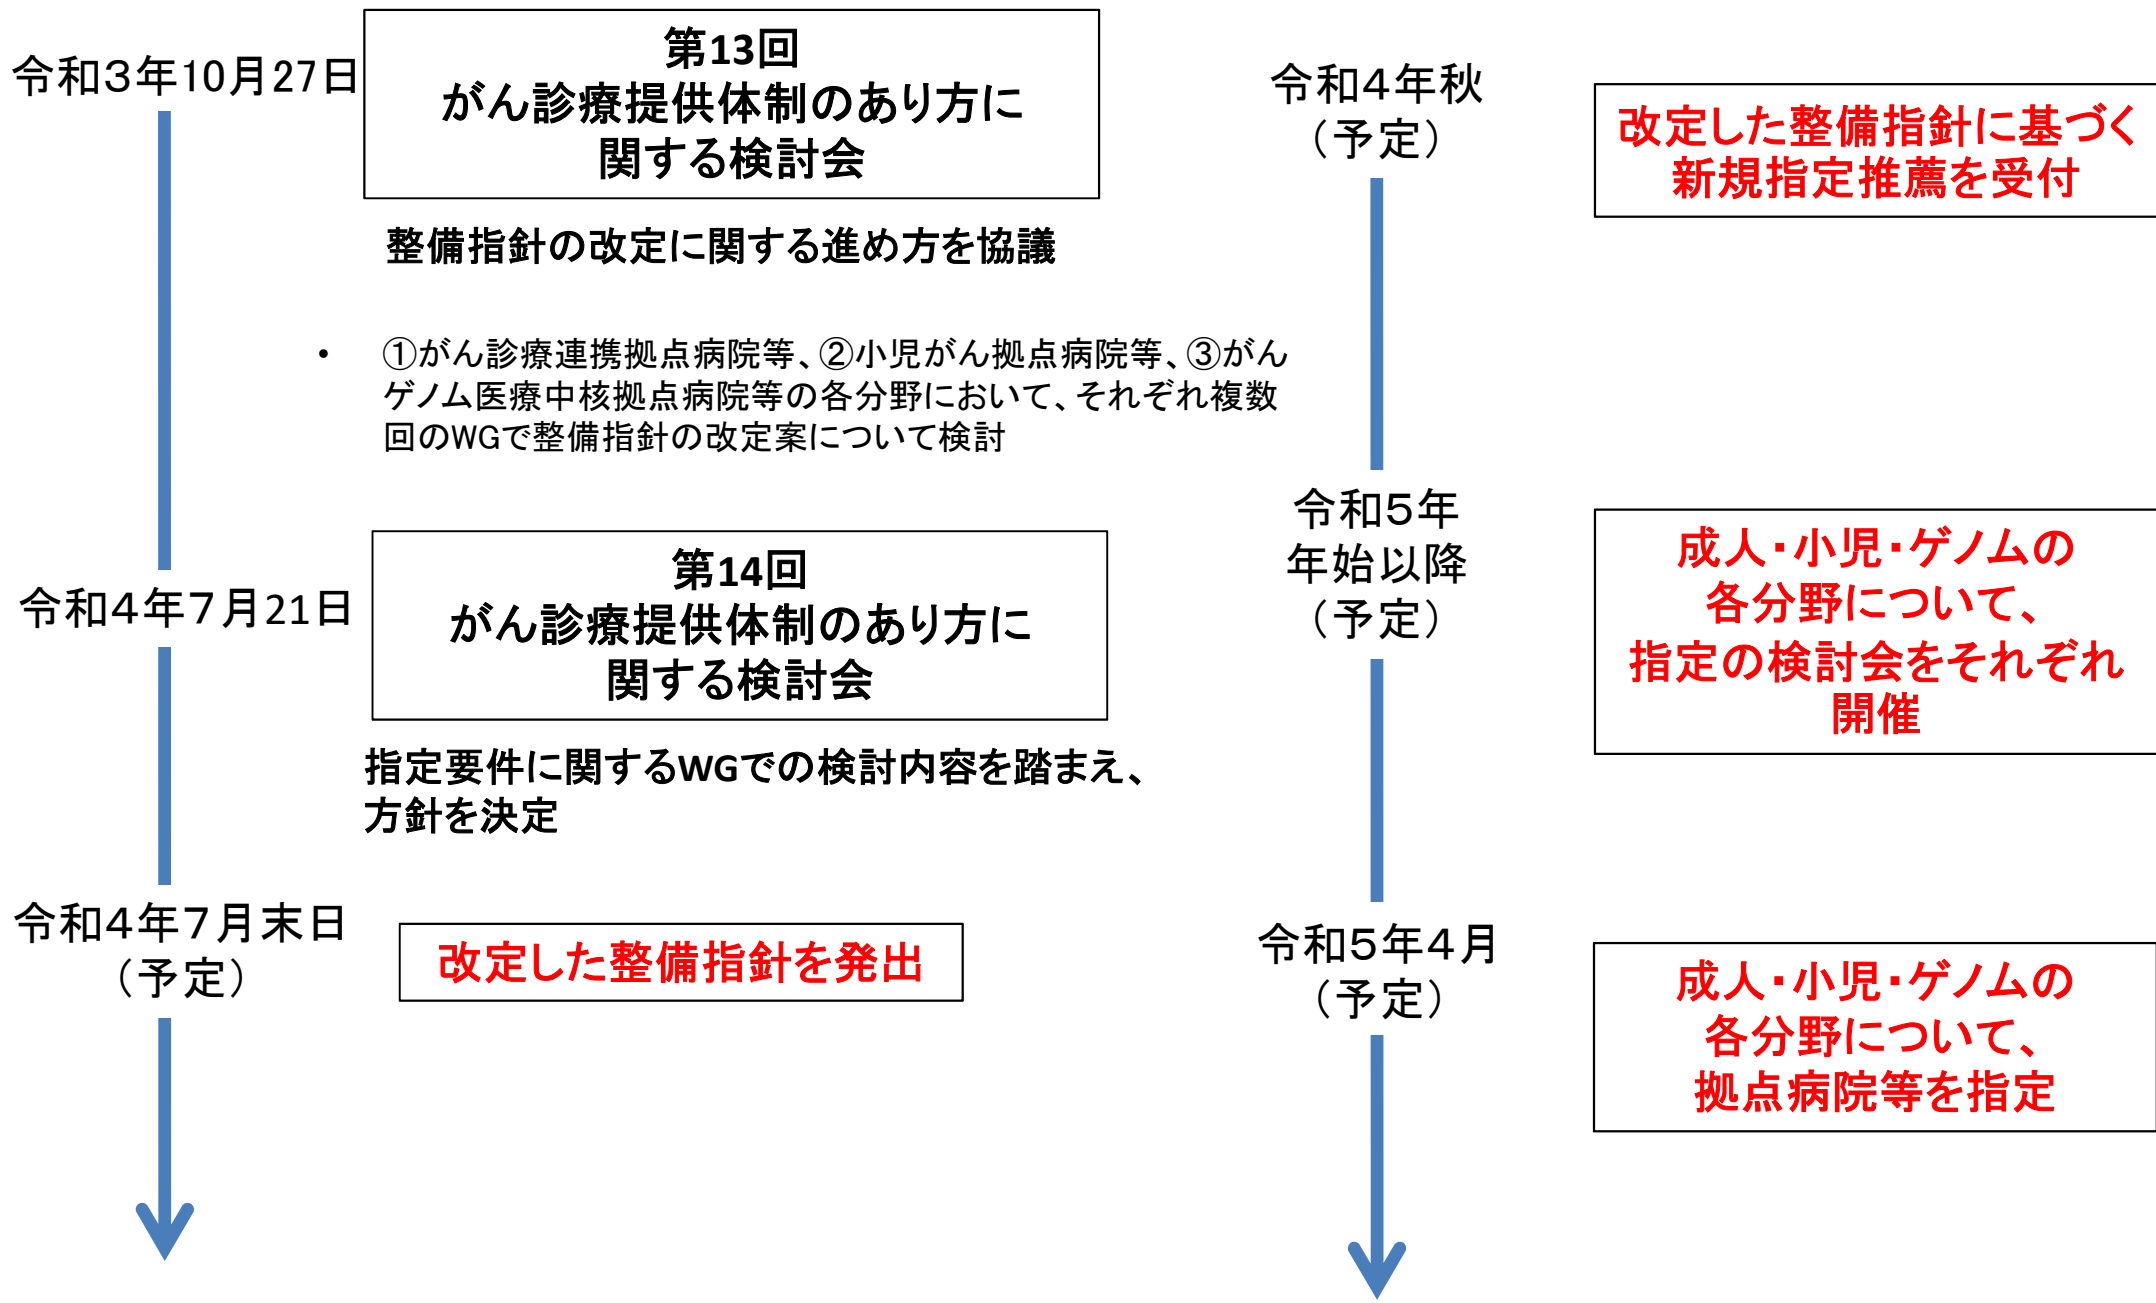 令和３年10月27日
第13回
がん診療提供体制のあり方に
関する検討会
整備指針の改定に関する進め方を協議
• ①がん診療連携拠点病院等、②小児がん拠点病院等、③がん
ゲノム医療中核拠点病院等の各分野において、それぞれ複数
回のWGで整備指針の改定案について検討
令和４年７月21日
第14回
がん診療提供体制のあり方に
関する検討会
指定要件に関するWGでの検討内容を踏まえ、
方針を決定
令和４年７月末日
（予定）
改定した整備指針を発出
令和４年秋
（予定）
改定した整備指針に基づく
新規指定推薦を受付
令和５年
年始以降
（予定）
成人・小児・ゲノムの
各分野について、
指定の検討会をそれぞれ
開催
令和５年４月
（予定）
成人・小児・ゲノムの
各分野について、
拠点病院等を指定